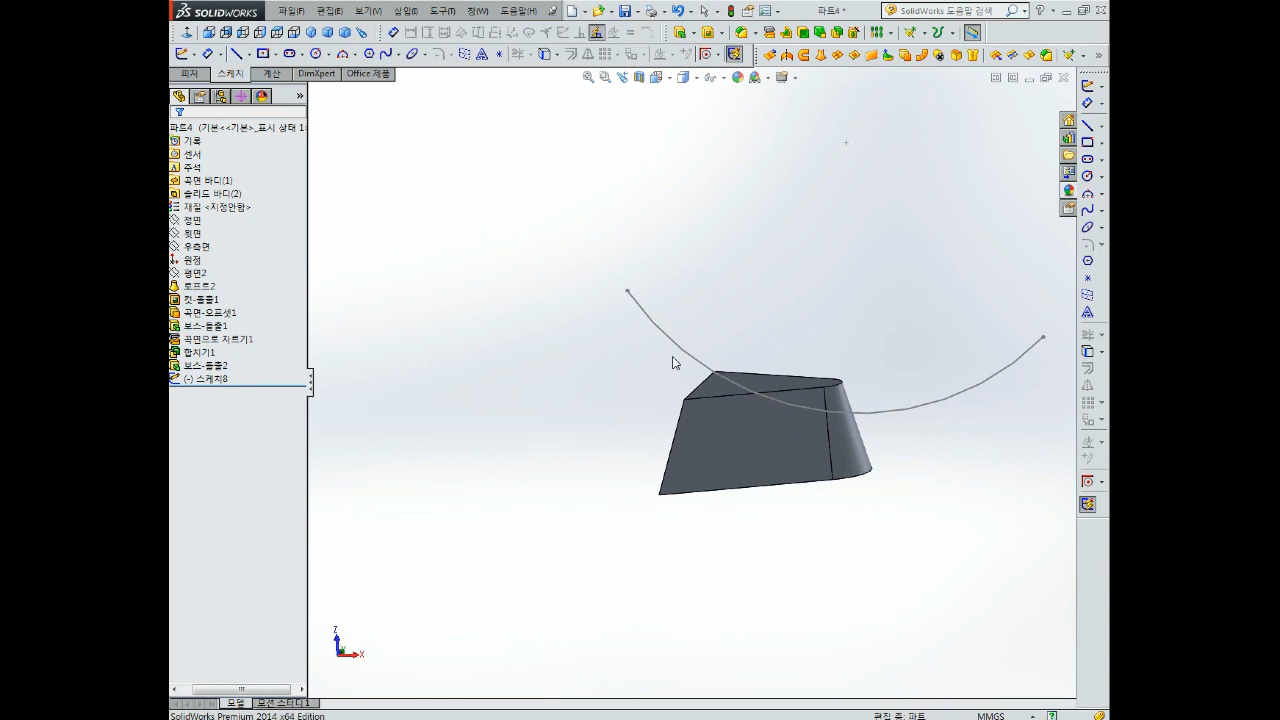 SOLIDWORKS
파일(F) 편집(E) 보기(V) 삽입(I) 도구(T) 창(W) 도움말(H)
파트4 *
SolidWorks 도움말 검색
피처 스케치 계산 DimXpert Office 제품
파트4 (기본<<기본>_표시 상태 1>
기록
센서
주석
곡면 바디(1)
솔리드 바디(2)
재질 <지정안함>
정면
윗면
우측면
원점
평면2
로프트2
컷-돌출1
곡면-오프셋1
보스-돌출1
곡면으로 자르기1
합치기1
보스-돌출2
(-) 스케치8
Z
Y
X
모델 모션 스터디 1
SolidWorks Premium 2014 x64 Edition
편집 중: 파트
MMGS